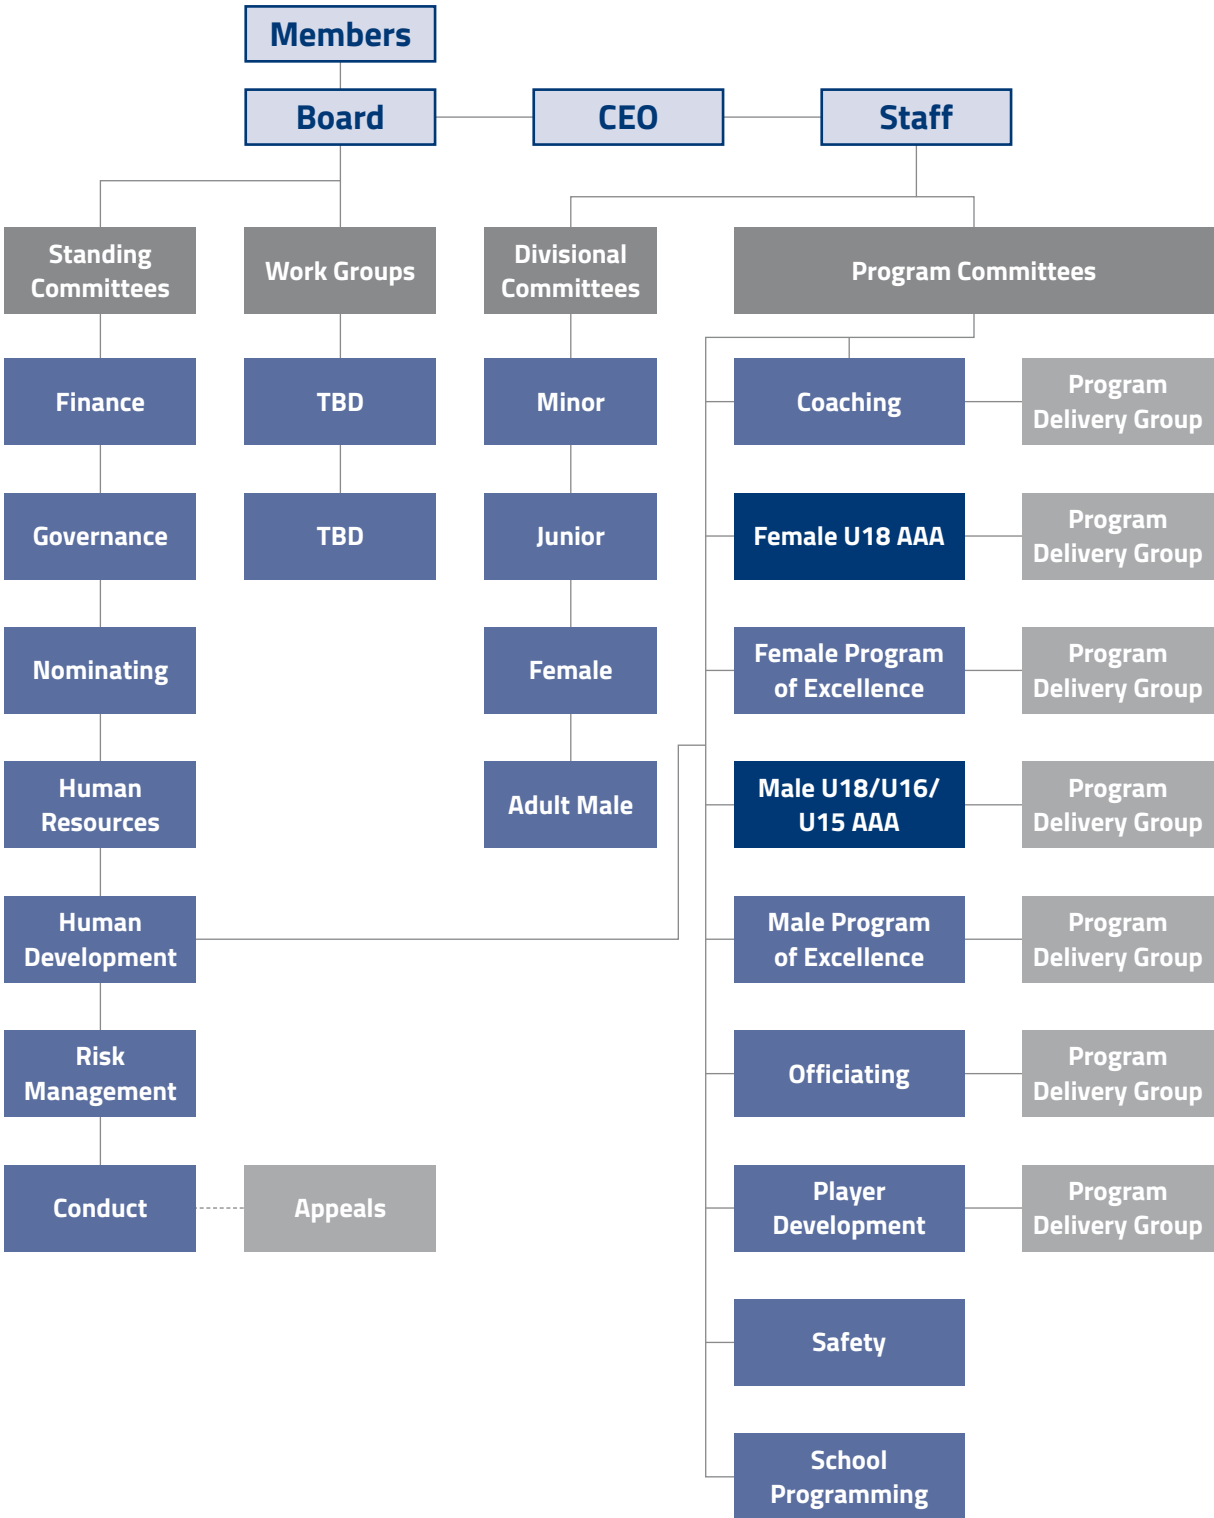 Members
Board
CEO
Staff
Standing
Committees
Work Groups
Divisional
Committees
Program Committees
Finance
TBD
Minor
Coaching
Program
Delivery Group
Governance
TBD
Junior
Female U18 AAA
Program
Delivery Group
Nominating
Female
Female Program
of Excellence
Program
Delivery Group
Human
Resources
Adult Male
Male U18/U16/
U15 AAA
Program
Delivery Group
Human
Development
Male Program
of Excellence
Program
Delivery Group
Risk
Management
Officiating
Program
Delivery Group
Conduct
Appeals
Player
Development
Program
Delivery Group
Safety
School
Programming